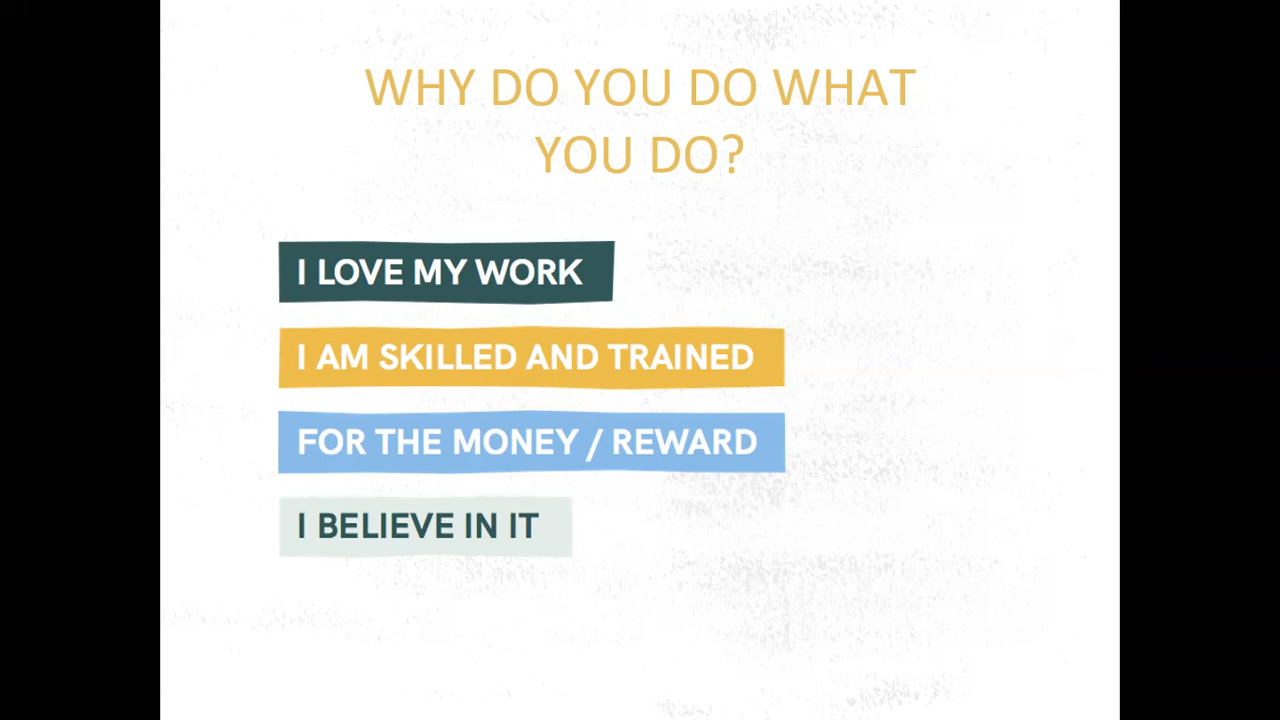 WHY DO YOU DO WHAT
YOU DO?
I LOVE MY WORK
I AM SKILLED AND TRAINED
FOR THE MONEY / REWARD
I BELIEVE IN IT